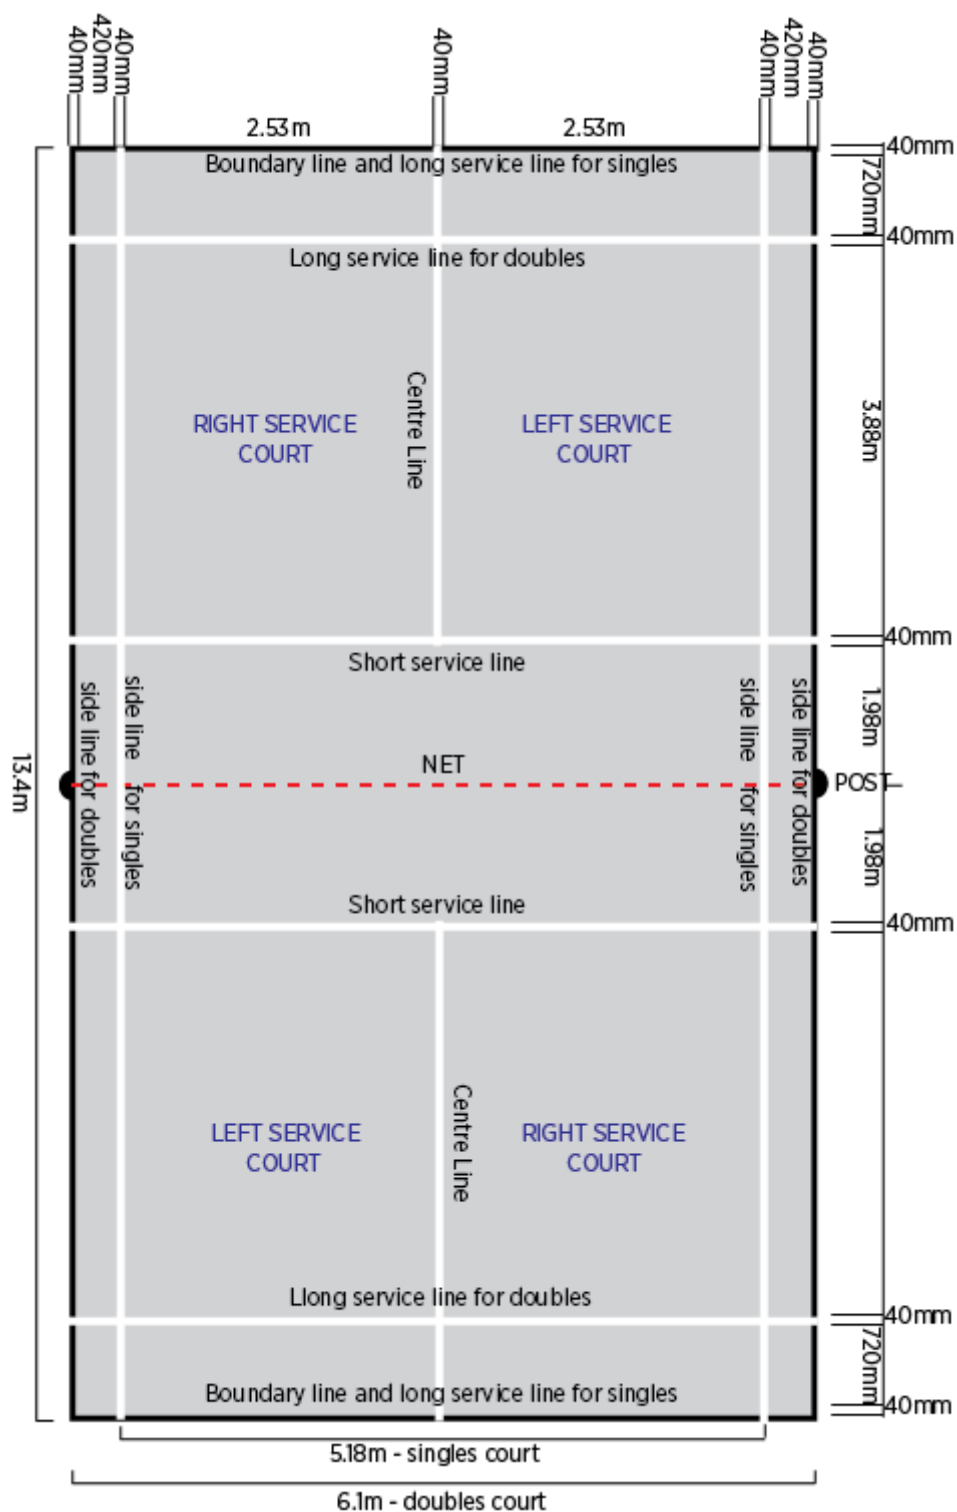 40mm
420mm
40mm
40mm
40mm
420mm
40mm
2.53m
2.53m
40mm
Boundary line and long service line for singles
720mm
40mm
Long service line for doubles
Centre Line
3.88m
RIGHT SERVICE
COURT
LEFT SERVICE
COURT
40mm
Short service line
side line for doubles
side line for singles
side line for singles
side line for doubles
1.98m
13.4m
NET
POST
1.98m
Short service line
40mm
Centre Line
LEFT SERVICE
COURT
RIGHT SERVICE
COURT
Llong service line for doubles
40mm
720mm
Boundary line and long service line for singles
40mm
5.18m - singles court
6.1m - doubles court